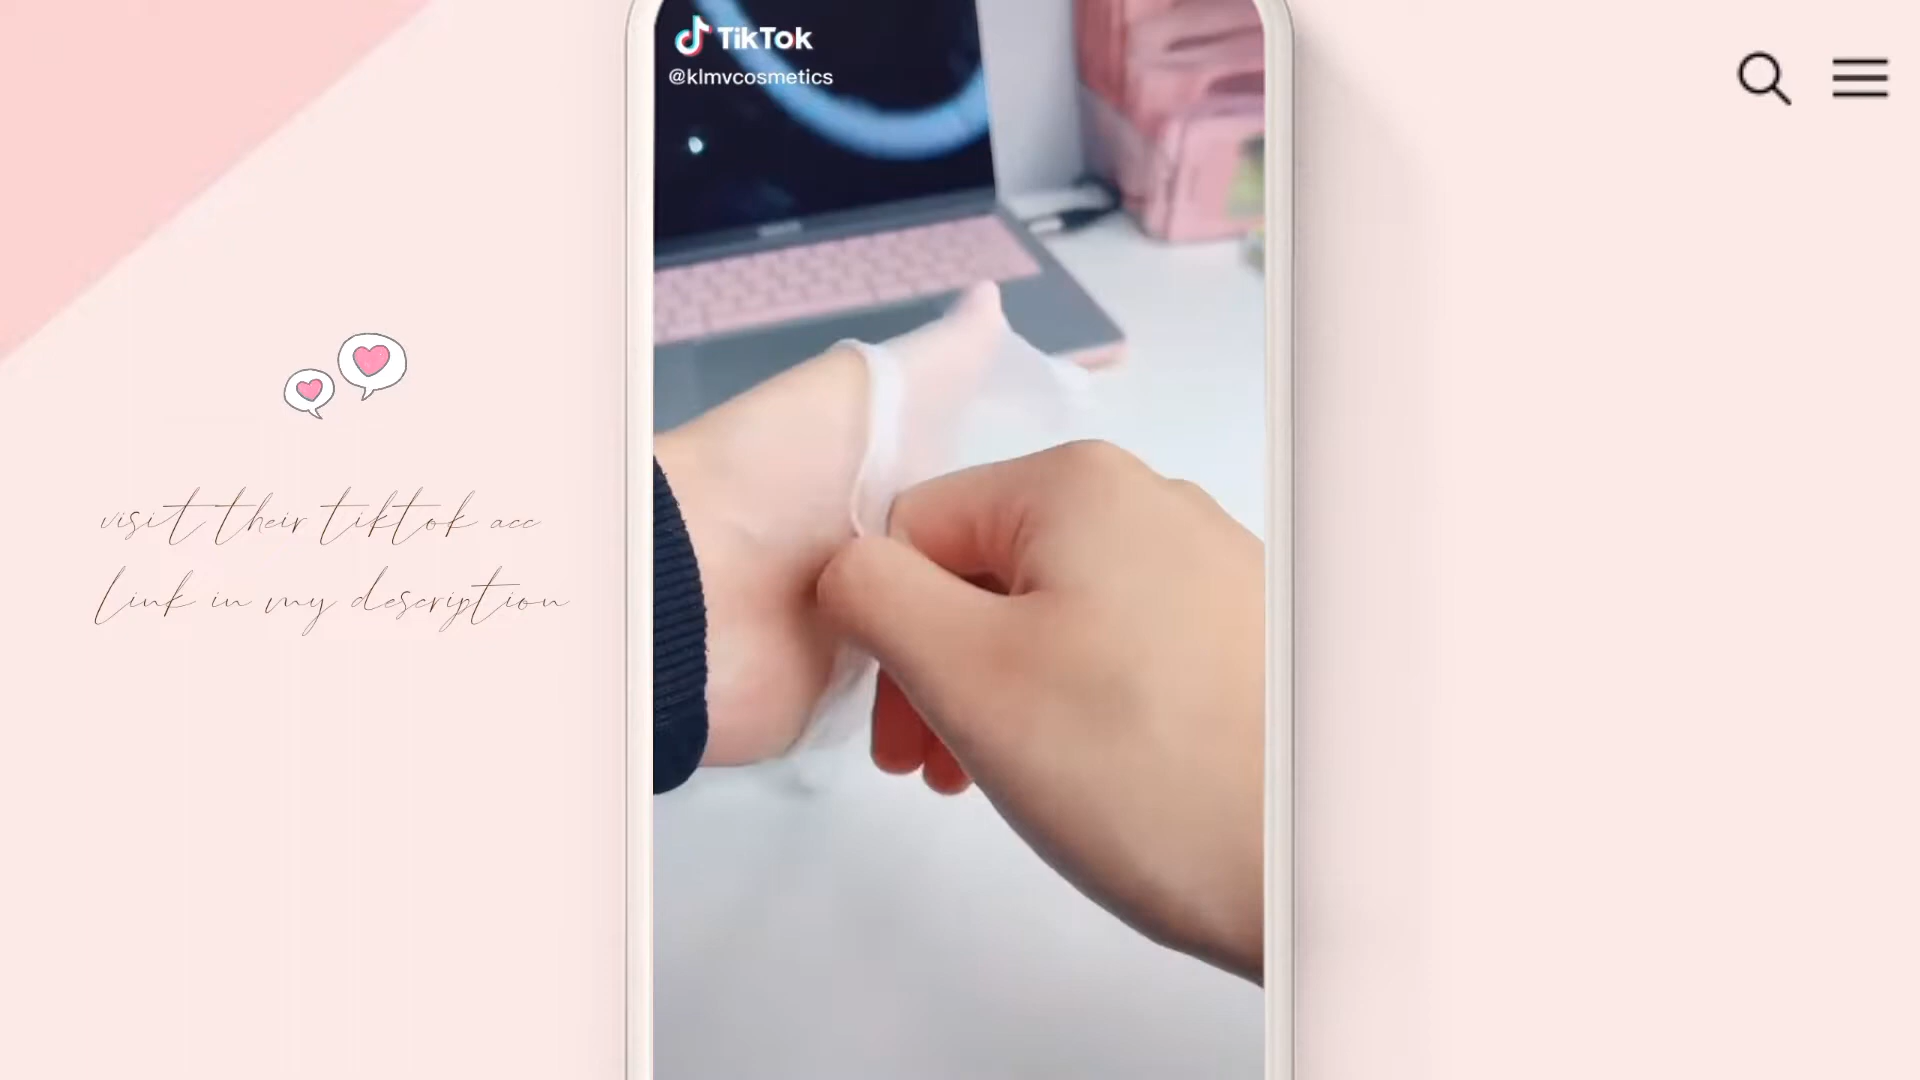 TikTok
@klmvcosmetics
visit their tiktok acc
link in my description